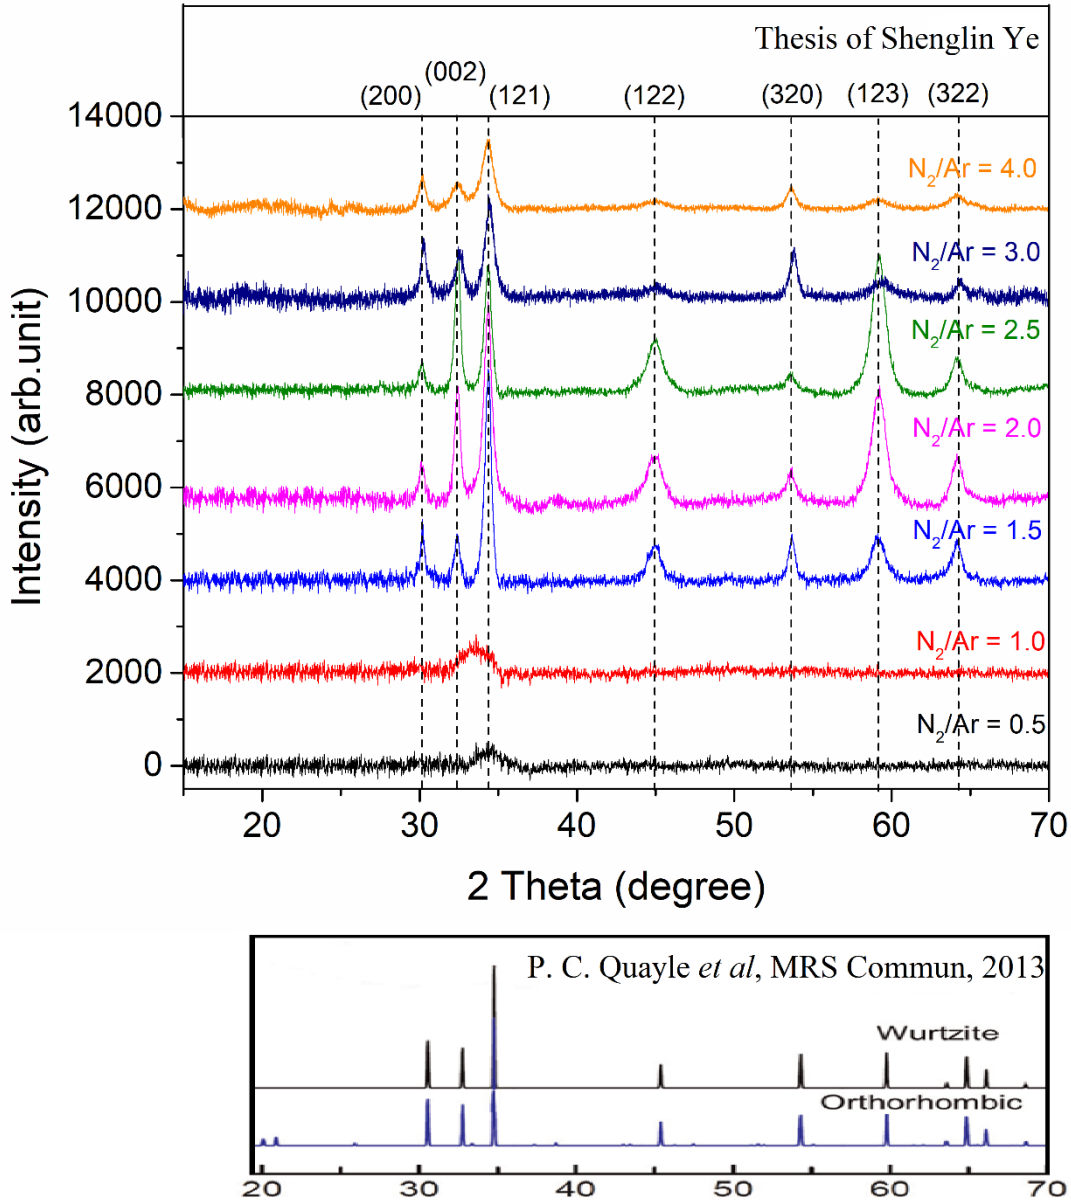 Thesis of Shenglin Ye
(002)
(200) (121) (122) (320) (123) (322)
14000
N2/Ar = 4.0
12000
N2/Ar = 3.0
10000
N2/Ar = 2.5
8000
N2/Ar = 2.0
6000
N2/Ar = 1.5
4000
N2/Ar = 1.0
2000
N2/Ar = 0.5
0
Intensity (arb.unit)
20 30 40 50 60 70
2 Theta (degree)
P. C. Quayle et al, MRS Commun, 2013
Wurtzite
Orthorhombic
20 30 40 50 60 70